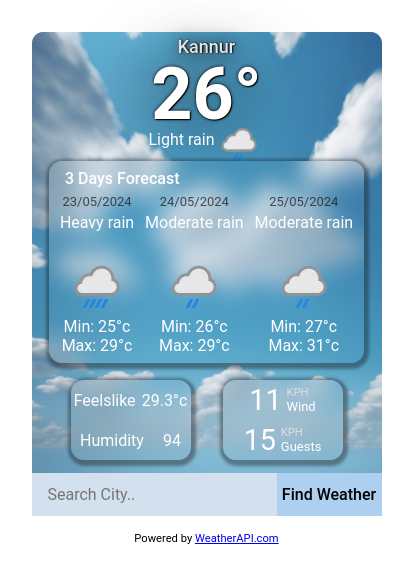 Kannur
26°
Light rain
3 Days Forecast
23/05/2024 24/05/2024 25/05/2024
Heavy rain Moderate rain Moderate rain
Min: 25°c Min: 26°c Min: 27°c
Max: 29°c Max: 29°c Max: 31°c
Feelslike 29.3°c
Humidity 94
11 KPH Wind
15 KPH Guests
Search City.. Find Weather
Powered by WeatherAPI.com